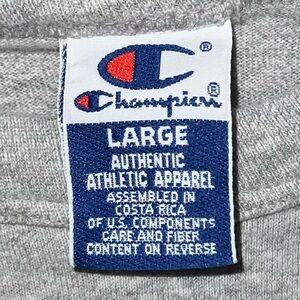 ®
Champion®
LARGE
AUTHENTIC
ATHLETIC APPAREL
ASSEMBLED IN
COSTA RICA
OF U.S. COMPONENTS
CARE AND FIBER
CONTENT ON REVERSE